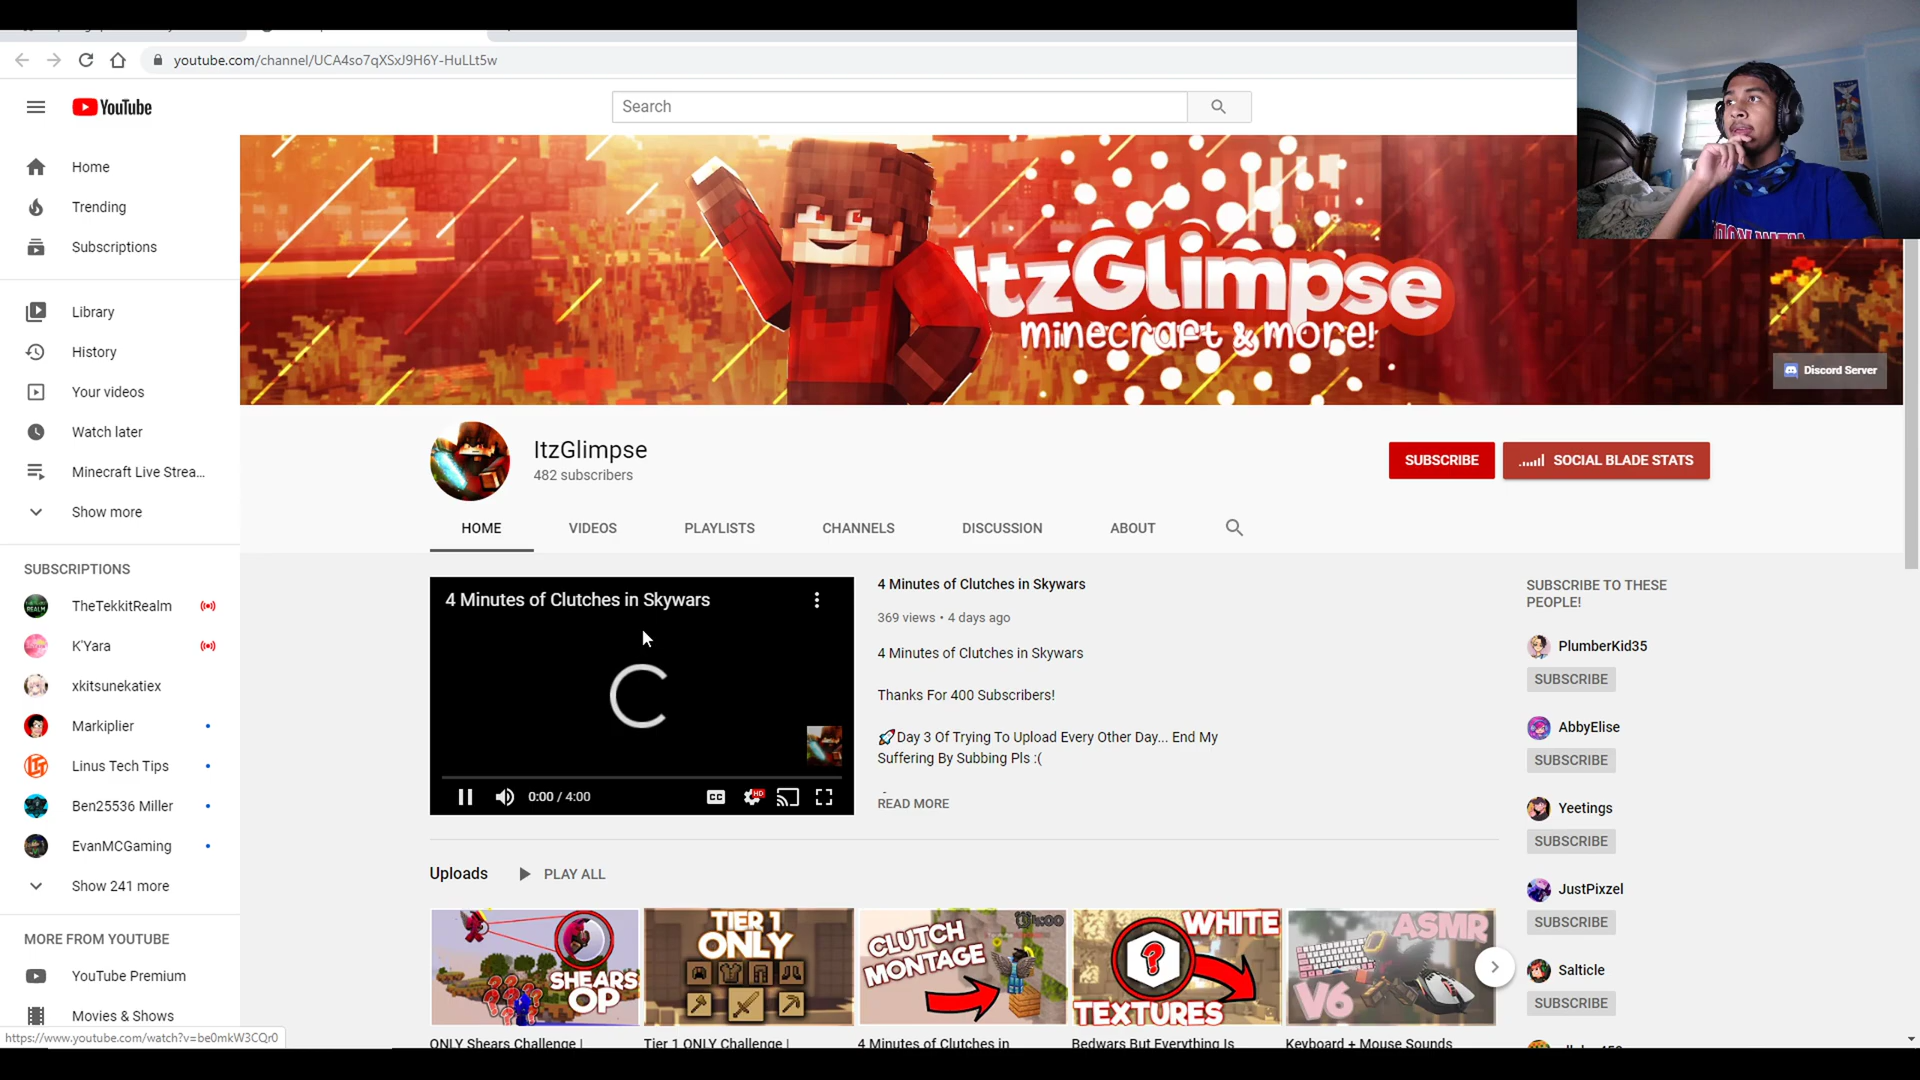 youtube.com/channel/UCA4so7qXSxJ9H6Y-HuLLt5w
YouTube
Search
Home
Trending
Subscriptions
Library
History
Your videos
Watch later
Minecraft Live Strea...
Show more
SUBSCRIPTIONS
TheTekkitRealm
K'Yara
xkitsunekatiex
Markiplier
Linus Tech Tips
Ben25536 Miller
EvanMCGaming
Show 241 more
MORE FROM YOUTUBE
YouTube Premium
Movies & Shows
https://www.youtube.com/watch?v=be0mkW3CQr0
ItzGlimpse
minecraft & more!
Discord Server
ItzGlimpse
482 subscribers
SUBSCRIBE
SOCIAL BLADE STATS
HOME
VIDEOS
PLAYLISTS
CHANNELS
DISCUSSION
ABOUT
4 Minutes of Clutches in Skywars
0:00 / 4:00
CC
HD
4 Minutes of Clutches in Skywars
369 views • 4 days ago
4 Minutes of Clutches in Skywars
Thanks For 400 Subscribers!
🚀Day 3 Of Trying To Upload Every Other Day... End My
Suffering By Subbing Pls :(
READ MORE
SUBSCRIBE TO THESE
PEOPLE!
PlumberKid35
SUBSCRIBE
AbbyElise
SUBSCRIBE
Yeetings
SUBSCRIBE
JustPixzel
SUBSCRIBE
Salticle
SUBSCRIBE
Uploads
PLAY ALL
SHEARS
OP
TIER 1
ONLY
CLUTCH
MONTAGE
WHITE
TEXTURES
ASMR
V6
ONLY Shears Challenge |
Tier 1 ONLY Challenge |
4 Minutes of Clutches in
Bedwars But Everything Is
Keyboard + Mouse Sounds